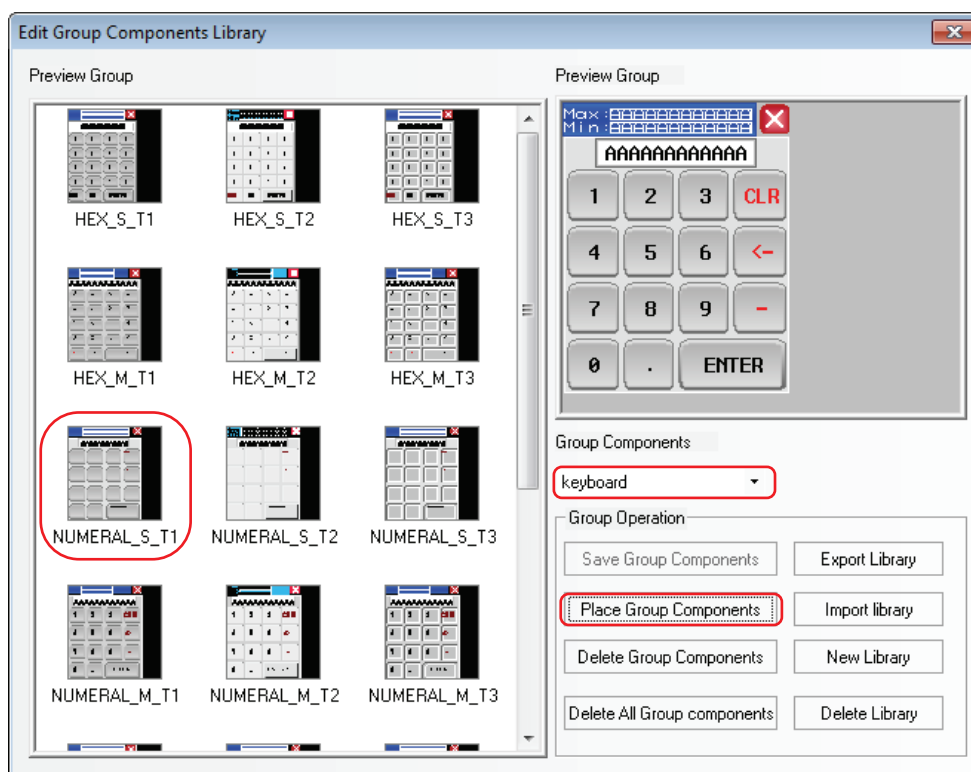 Edit Group Components Library
Preview Group
HEX_S_T1 HEX_S_T2 HEX_S_T3
HEX_M_T1 HEX_M_T2 HEX_M_T3
NUMERAL_S_T1 NUMERAL_S_T2 NUMERAL_S_T3
NUMERAL_M_T1 NUMERAL_M_T2 NUMERAL_M_T3
Preview Group
Max :AAAAAAAAAAAA
Min :AAAAAAAAAAAA
AAAAAAAAAAAA
1 2 3 CLR
4 5 6 <-
7 8 9 -
0 . ENTER
Group Components
keyboard
Group Operation
Save Group Components Export Library
Place Group Components Import library
Delete Group Components New Library
Delete All Group components Delete Library